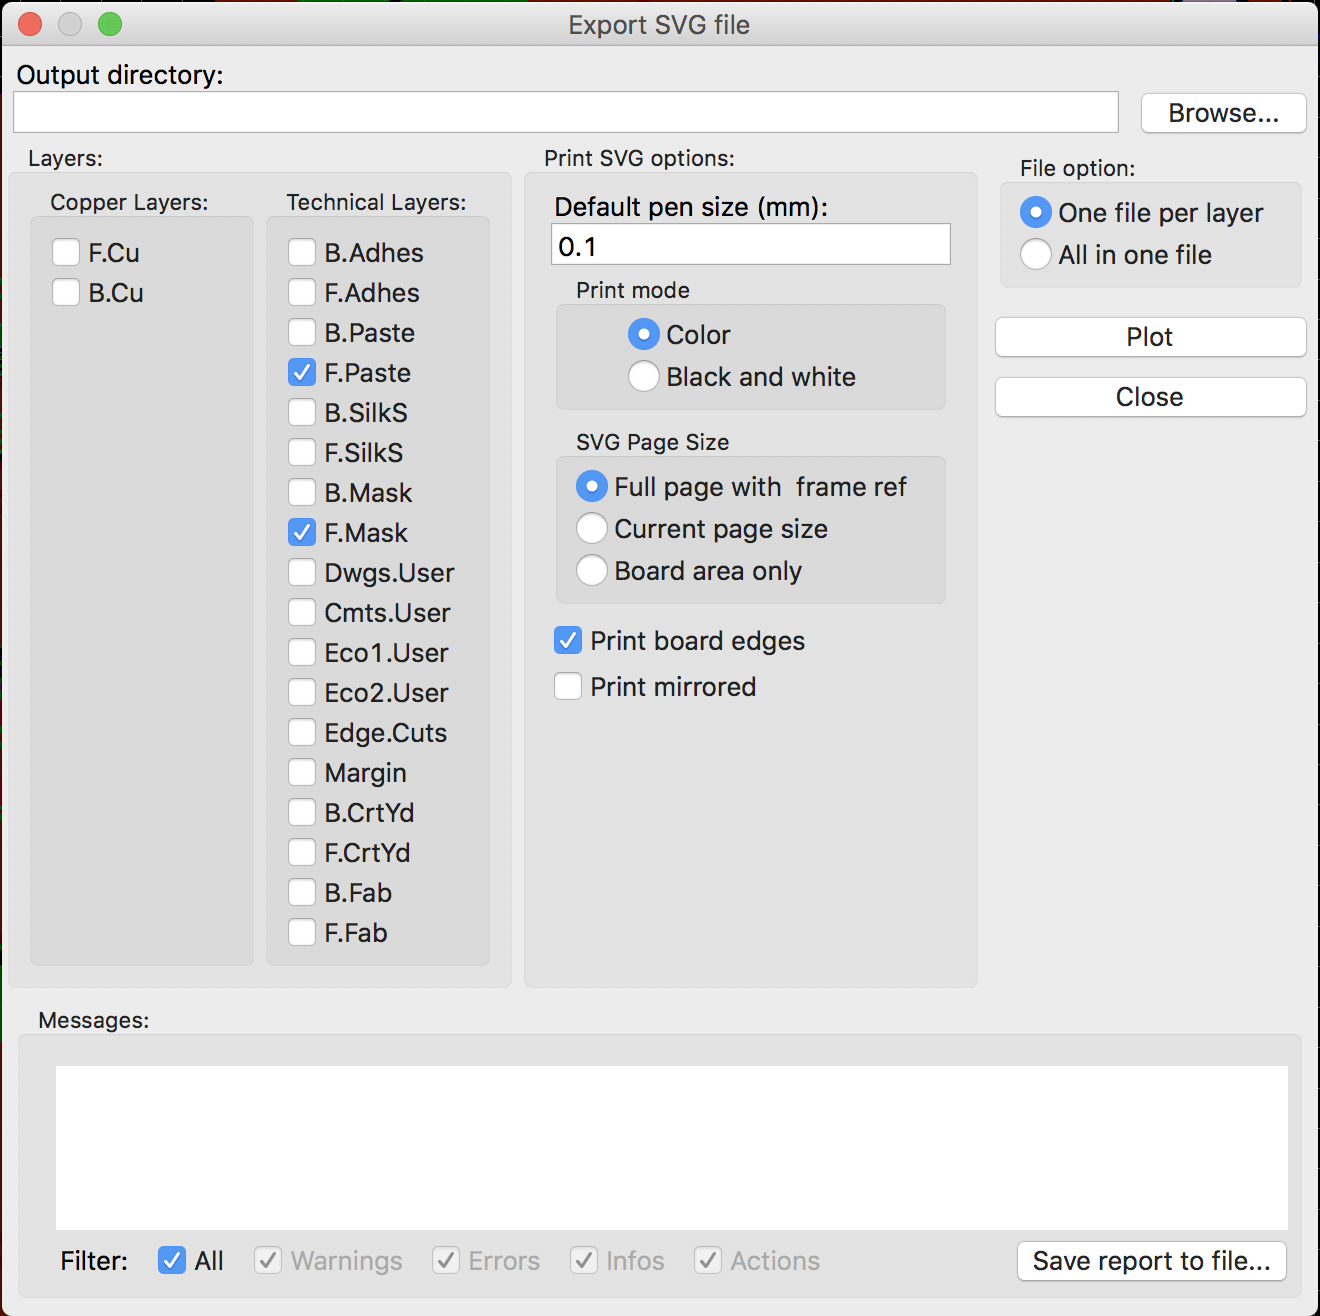 Export SVG file
Output directory:
Browse...
Layers:
Copper Layers:
F.Cu
B.Cu
Technical Layers:
B.Adhes
F.Adhes
B.Paste
F.Paste
B.SilkS
F.SilkS
B.Mask
F.Mask
Dwgs.User
Cmts.User
Eco1.User
Eco2.User
Edge.Cuts
Margin
B.CrtYd
F.CrtYd
B.Fab
F.Fab
Print SVG options:
Default pen size (mm):
0.1
Print mode
Color
Black and white
SVG Page Size
Full page with  frame ref
Current page size
Board area only
Print board edges
Print mirrored
File option:
One file per layer
All in one file
Plot
Close
Messages:
Filter: All Warnings Errors Infos Actions Save report to file...